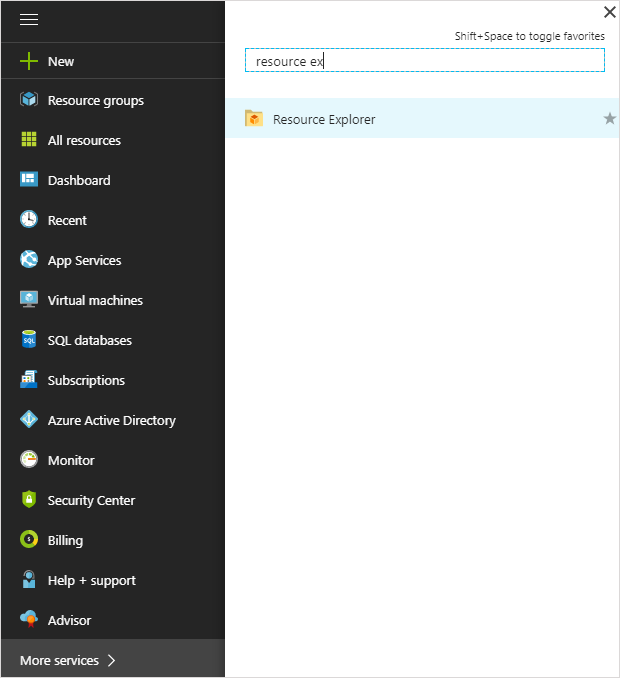 Shift+Space to toggle favorites
resource ex
Resource Explorer
New
Resource groups
All resources
Dashboard
Recent
App Services
Virtual machines
SQL
SQL databases
Subscriptions
Azure Active Directory
Monitor
Security Center
Billing
Help + support
Advisor
More services